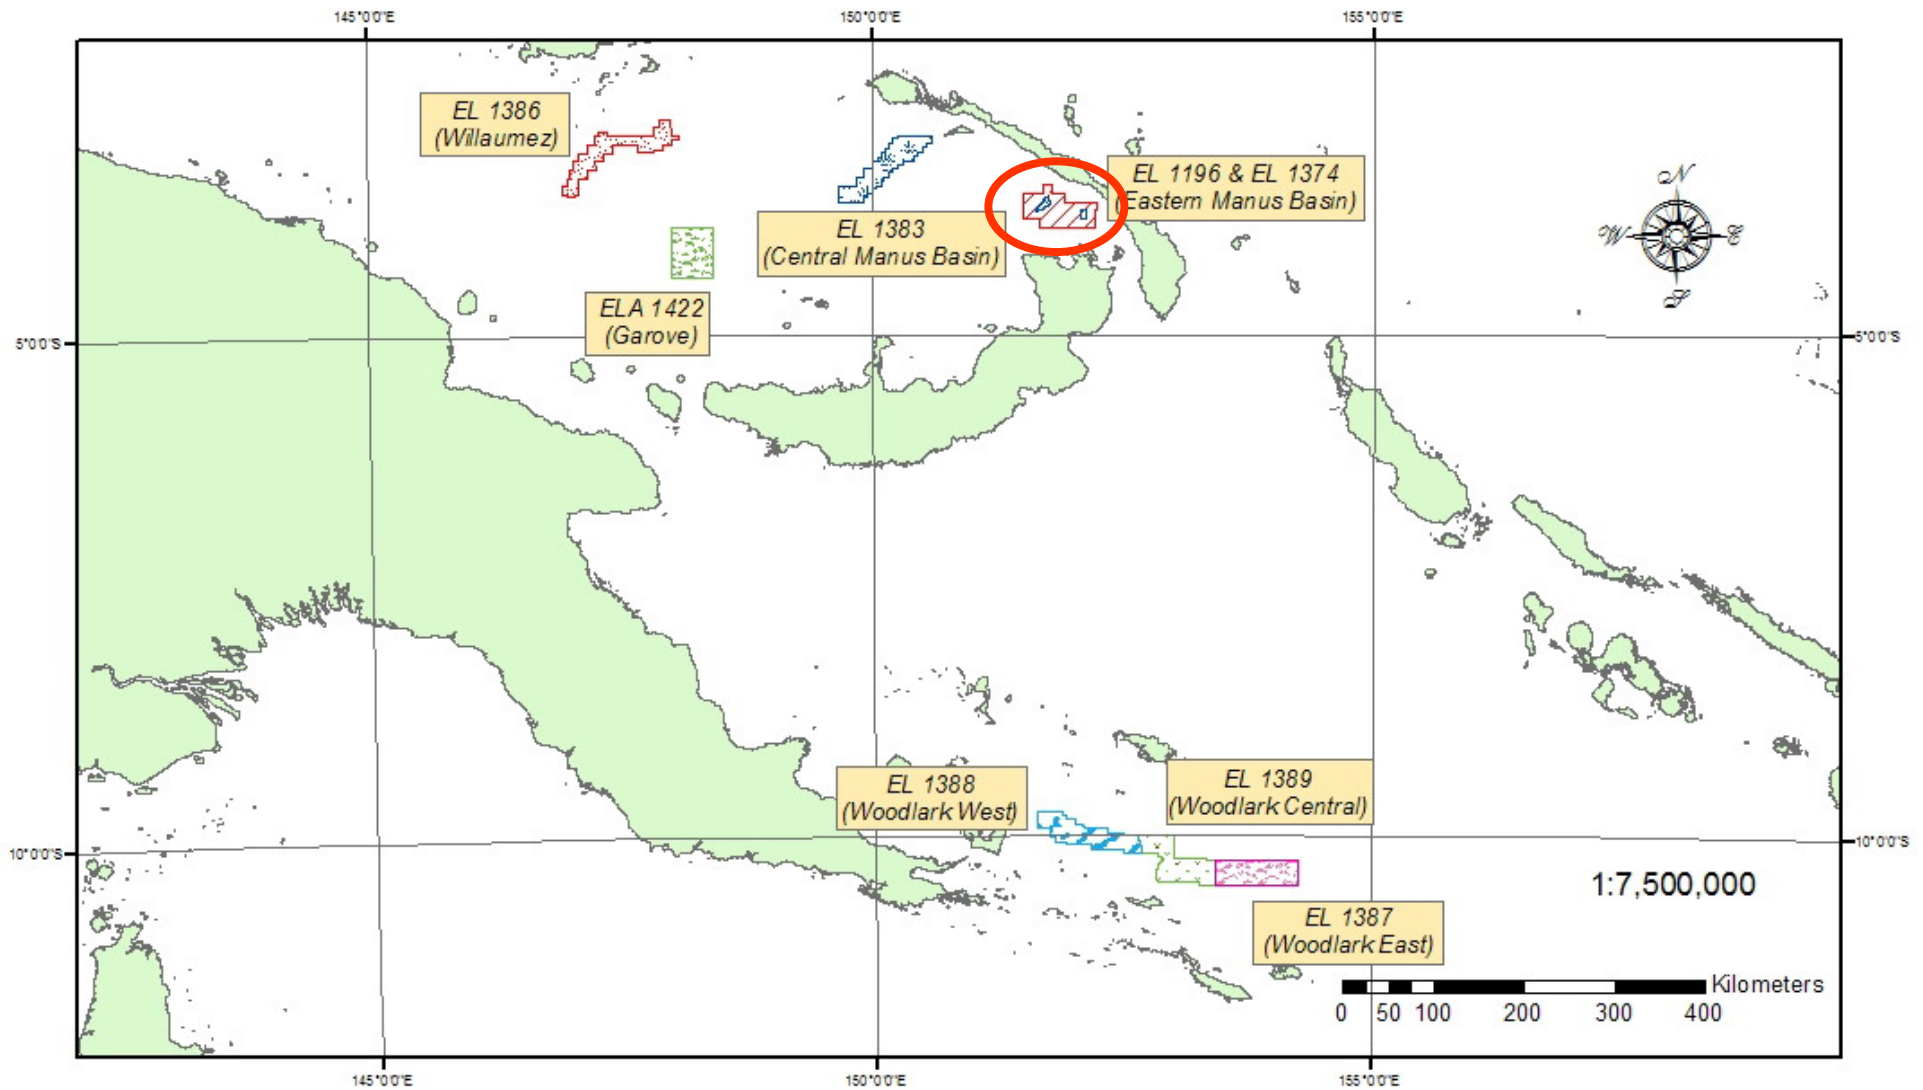 145°0'0"E 150°0'0"E 155°0'0"E
EL 1386
(Willaumez)
EL 1196 & EL 1374
(Eastern Manus Basin)
N
W E
S
EL 1383
(Central Manus Basin)
ELA 1422
(Garove)
5°0'0"S 5°0'0"S
EL 1388
(Woodlark West)
EL 1389
(Woodlark Central)
10°0'0"S 10°0'0"S
1:7,500,000
EL 1387
(Woodlark East)
Kilometers
0 50 100 200 300 400
145°0'0"E 150°0'0"E 155°0'0"E